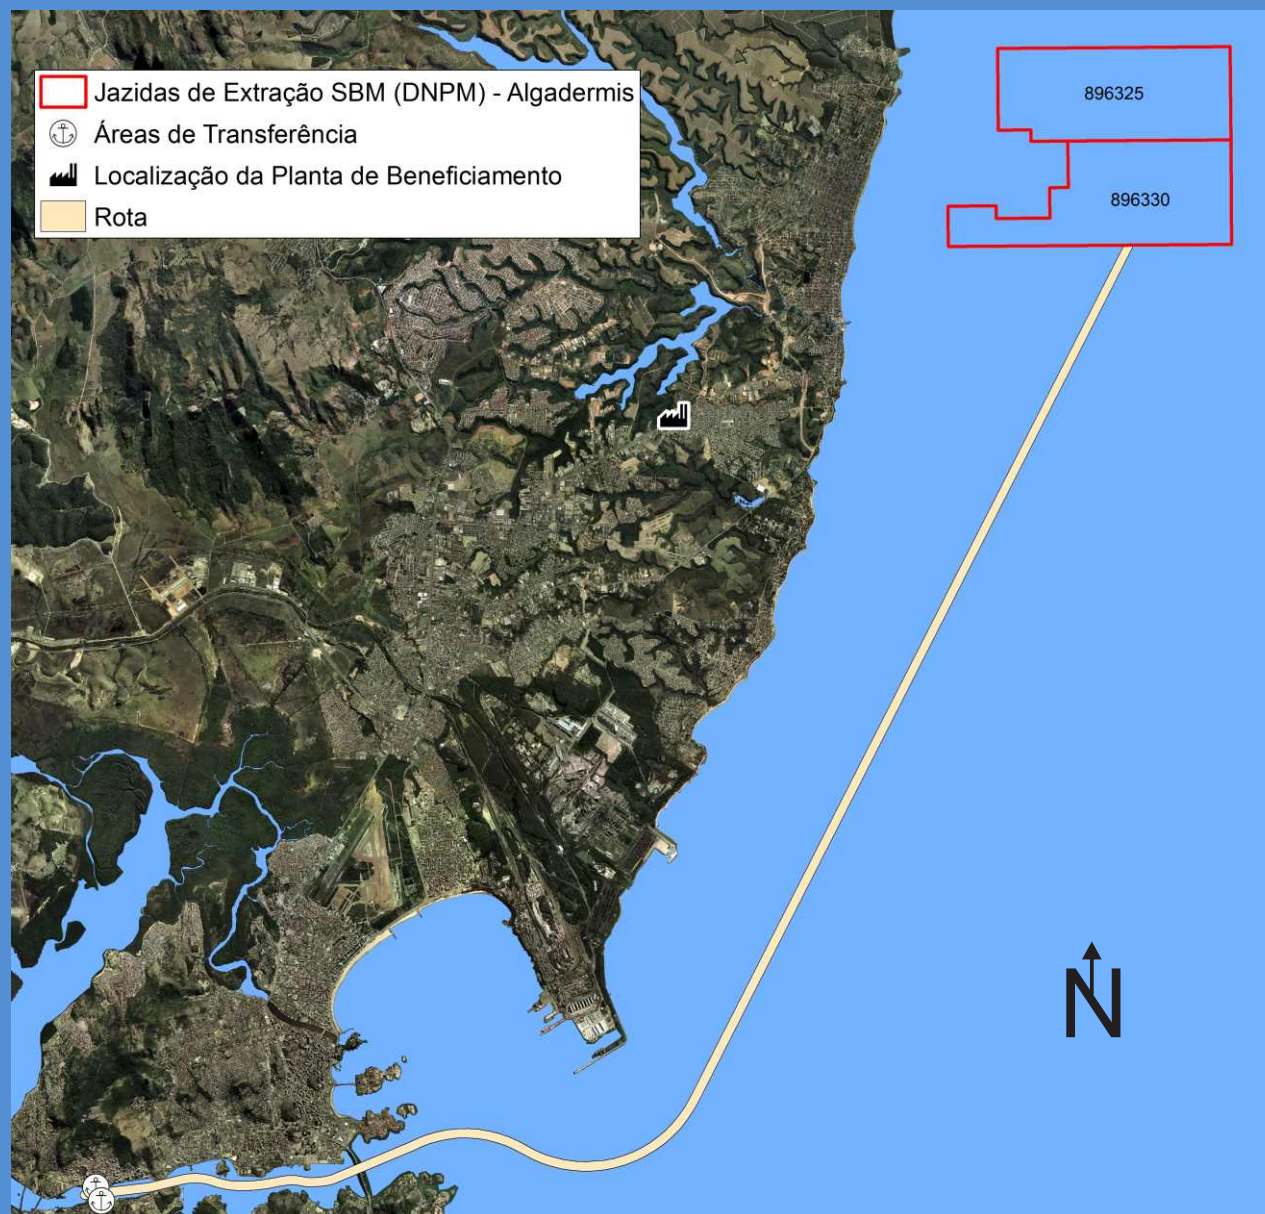 Jazidas de Extração SBM (DNPM) - Algadermis
Áreas de Transferência
Localização da Planta de Beneficiamento
Rota
896325
896330
N